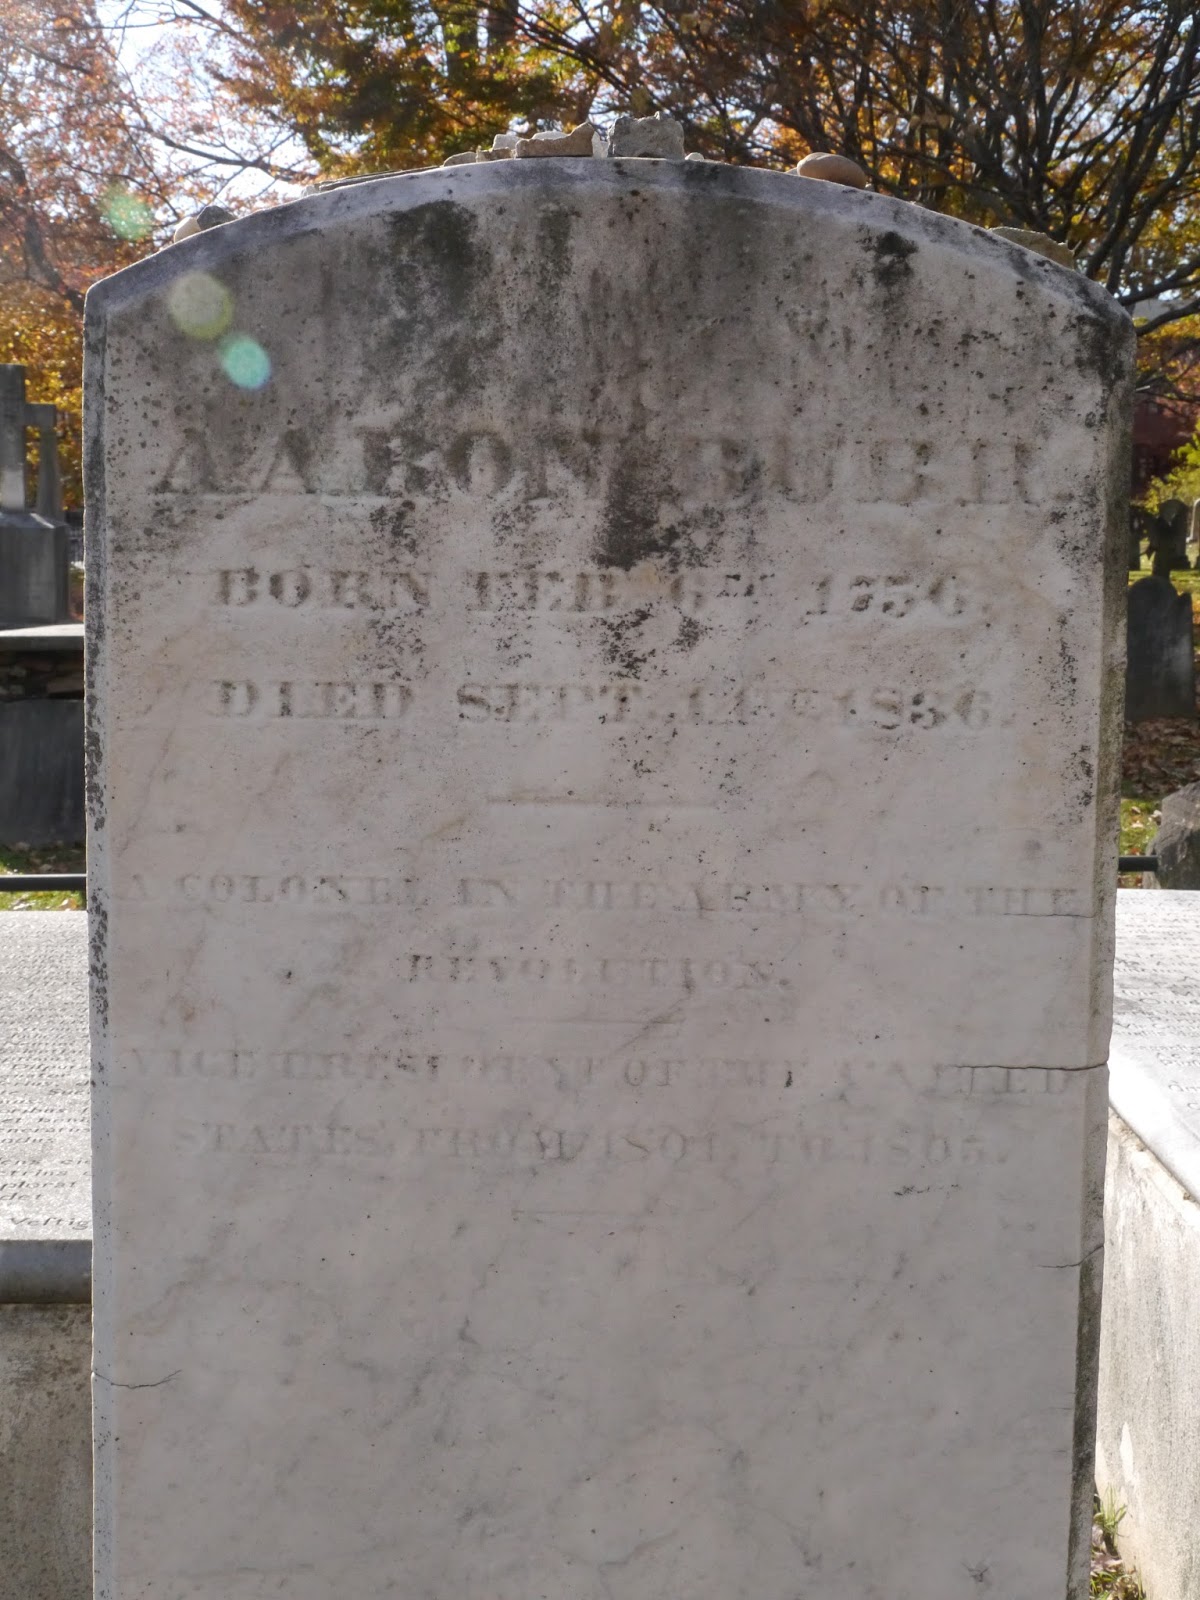 AARON BURR
BORN FEB 6TH 1756.
DIED SEPT. 14TH 1836.
A COLONEL IN THE ARMY OF THE
REVOLUTION.
VICE PRESIDENT OF THE UNITED
STATES FROM 1801. TO 1805.